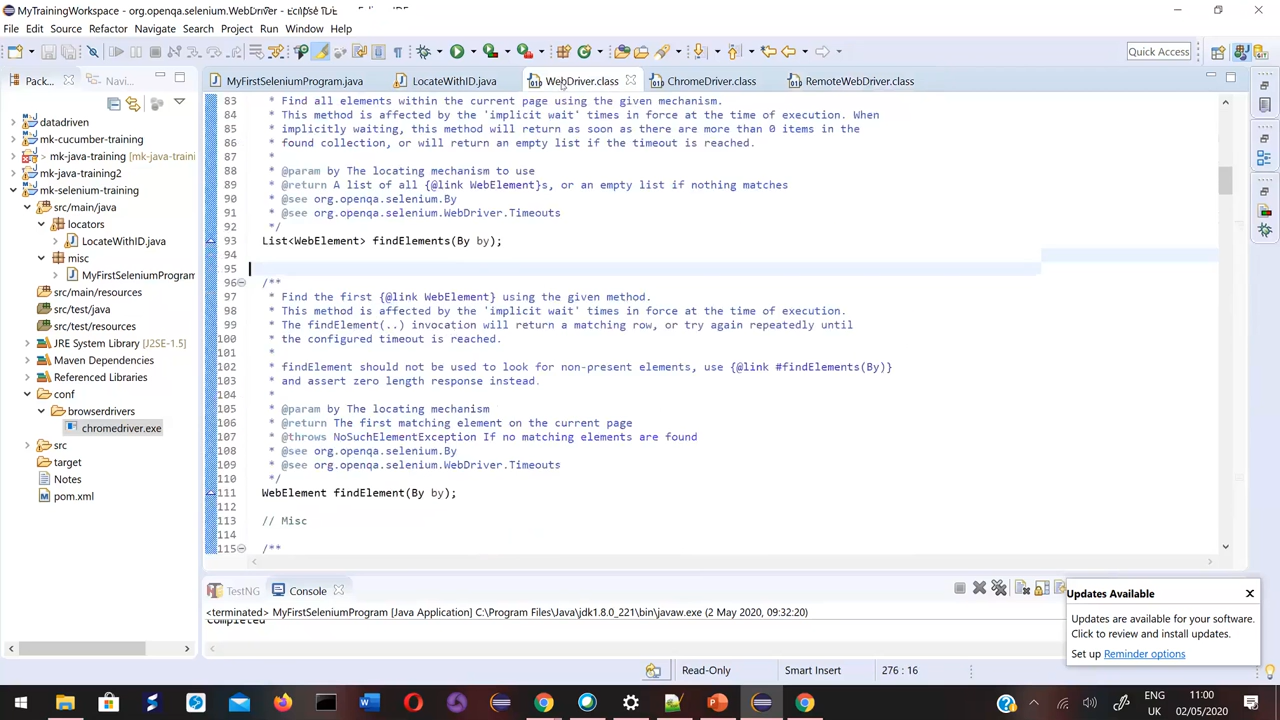 MyTrainingWorkspace - org.openqa.selenium.WebDriver - Eclipse IDE
File Edit Source Refactor Navigate Search Project Run Window Help
Quick Access
Pack... Navi...
MyFirstSeleniumProgram.java LocateWithID.java WebDriver.class ChromeDriver.class RemoteWebDriver.class
datadriven
mk-cucumber-training
> mk-java-training [mk-java-traini
mk-java-training2
mk-selenium-training
src/main/java
locators
LocateWithID.java
misc
MyFirstSeleniumProgram
src/main/resources
src/test/java
src/test/resources
JRE System Library [J2SE-1.5]
Maven Dependencies
Referenced Libraries
conf
browserdrivers
chromedriver.exe
src
target
Notes
pom.xml
83 * Find all elements within the current page using the given mechanism.
84 * This method is affected by the 'implicit wait' times in force at the time of execution. When
85 * implicitly waiting, this method will return as soon as there are more than 0 items in the
86 * found collection, or will return an empty list if the timeout is reached.
87 *
88 * @param by The locating mechanism to use
89 * @return A list of all {@link WebElement}s, or an empty list if nothing matches
90 * @see org.openqa.selenium.By
91 * @see org.openqa.selenium.WebDriver.Timeouts
92 */
93 List<WebElement> findElements(By by);
94
95
96 /**
97 * Find the first {@link WebElement} using the given method.
98 * This method is affected by the 'implicit wait' times in force at the time of execution.
99 * The findElement(..) invocation will return a matching row, or try again repeatedly until
100 * the configured timeout is reached.
101 *
102 * findElement should not be used to look for non-present elements, use {@link #findElements(By)}
103 * and assert zero length response instead.
104 *
105 * @param by The locating mechanism
106 * @return The first matching element on the current page
107 * @throws NoSuchElementException If no matching elements are found
108 * @see org.openqa.selenium.By
109 * @see org.openqa.selenium.WebDriver.Timeouts
110 */
111 WebElement findElement(By by);
112
113 // Misc
114
115 /**
TestNG Console
<terminated> MyFirstSeleniumProgram [Java Application] C:\Program Files\Java\jdk1.8.0_221\bin\javaw.exe (2 May 2020, 09:32:20)
Completed
Updates Available
Updates are available for your software.
Click to review and install updates.
Set up Reminder options
Read-Only Smart Insert 276 : 16
ENG
UK
11:00
02/05/2020